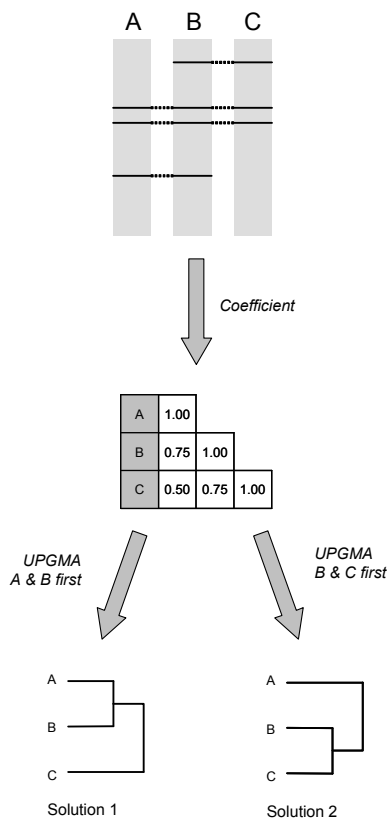 A B C
Coefficient
A 1.00
B 0.75 1.00
C 0.50 0.75 1.00
UPGMA
A & B first
UPGMA
B & C first
A
B
C
Solution 1
A
B
C
Solution 2